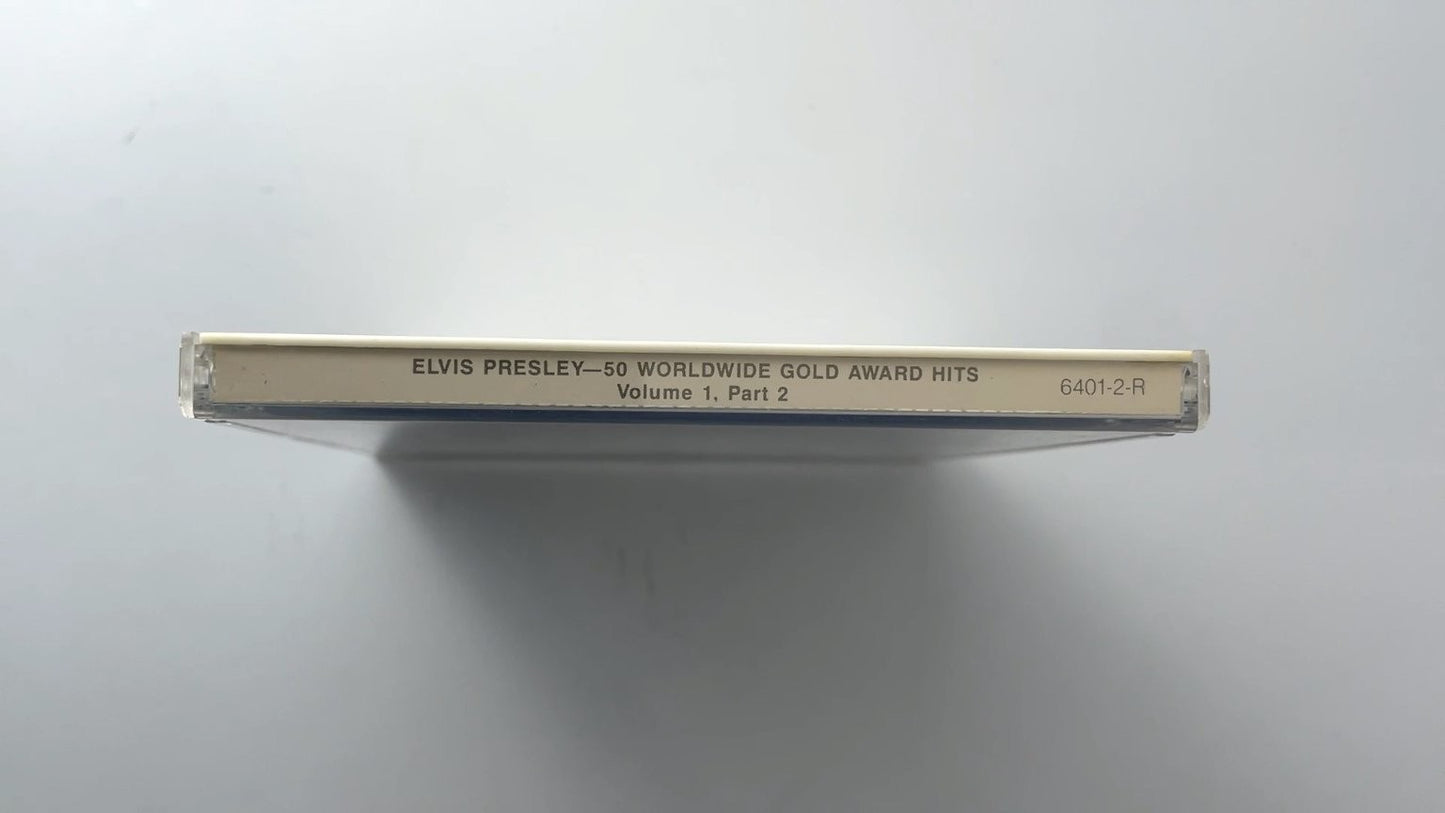 ELVIS PRESLEY—50 WORLDWIDE GOLD AWARD HITS
Volume 1, Part 2
6401-2-R